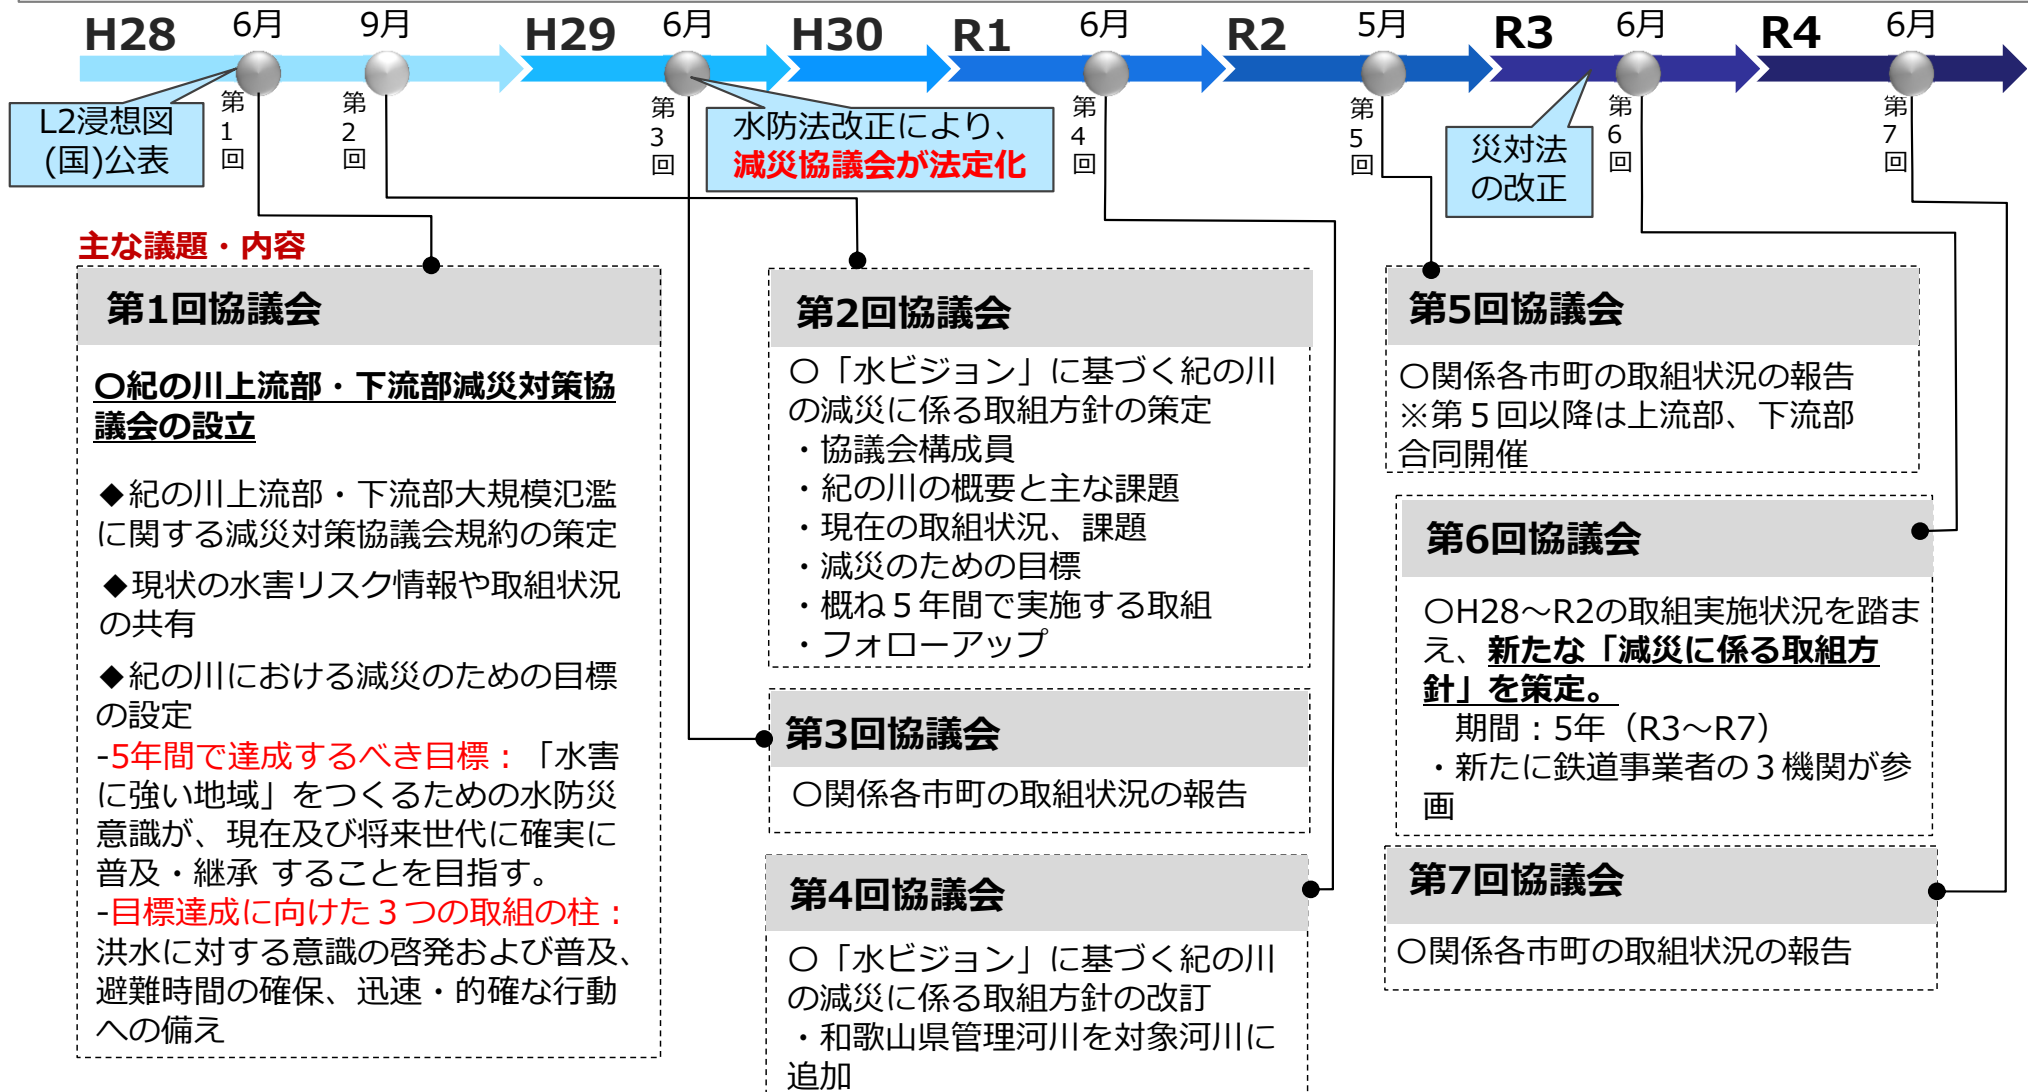 H28
6月
9月
H29
6月
H30
R1
6月
R2
5月
R3
6月
R4
6月
第1回
第2回
第3回
第4回
第5回
第6回
第7回
L2浸想図
(国)公表
水防法改正により、
減災協議会が法定化
災対法
の改正
主な議題・内容
第1回協議会
〇紀の川上流部・下流部減災対策協
議会の設立
◆紀の川上流部・下流部大規模氾濫
に関する減災対策協議会規約の策定
◆現状の水害リスク情報や取組状況
の共有
◆紀の川における減災のための目標
の設定
-5年間で達成するべき目標：「水害
に強い地域」をつくるための水防災
意識が、現在及び将来世代に確実に
普及・継承 することを目指す。
-目標達成に向けた３つの取組の柱：
洪水に対する意識の啓発および普及、
避難時間の確保、迅速・的確な行動
への備え
第2回協議会
〇「水ビジョン」に基づく紀の川
の減災に係る取組方針の策定
・協議会構成員
・紀の川の概要と主な課題
・現在の取組状況、課題
・減災のための目標
・概ね５年間で実施する取組
・フォローアップ
第3回協議会
〇関係各市町の取組状況の報告
第4回協議会
〇「水ビジョン」に基づく紀の川
の減災に係る取組方針の改訂
・和歌山県管理河川を対象河川に
追加
第5回協議会
〇関係各市町の取組状況の報告
※第５回以降は上流部、下流部
合同開催
第6回協議会
〇H28～R2の取組実施状況を踏ま
え、新たな「減災に係る取組方
針」を策定。
期間：5年（R3～R7）
・新たに鉄道事業者の３機関が参
画
第7回協議会
〇関係各市町の取組状況の報告